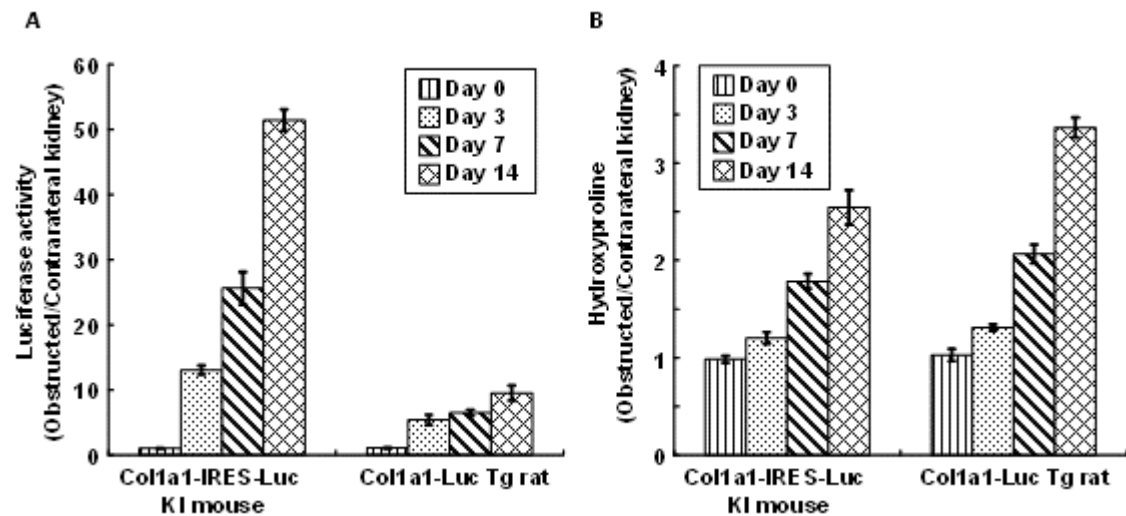 A
Luciferase activity
(Obstructed/Contrarateral kidney)
60
50
40
30
20
10
0
Day 0
Day 3
Day 7
Day 14
Col1a1-IRES-Luc
KI mouse
Col1a1-Luc Tg rat
B
Hydroxyproline
(Obstructed/Contrarateral kidney)
4
3
2
1
0
Day 0
Day 3
Day 7
Day 14
Col1a1-IRES-Luc
KI mouse
Col1a1-Luc Tg rat